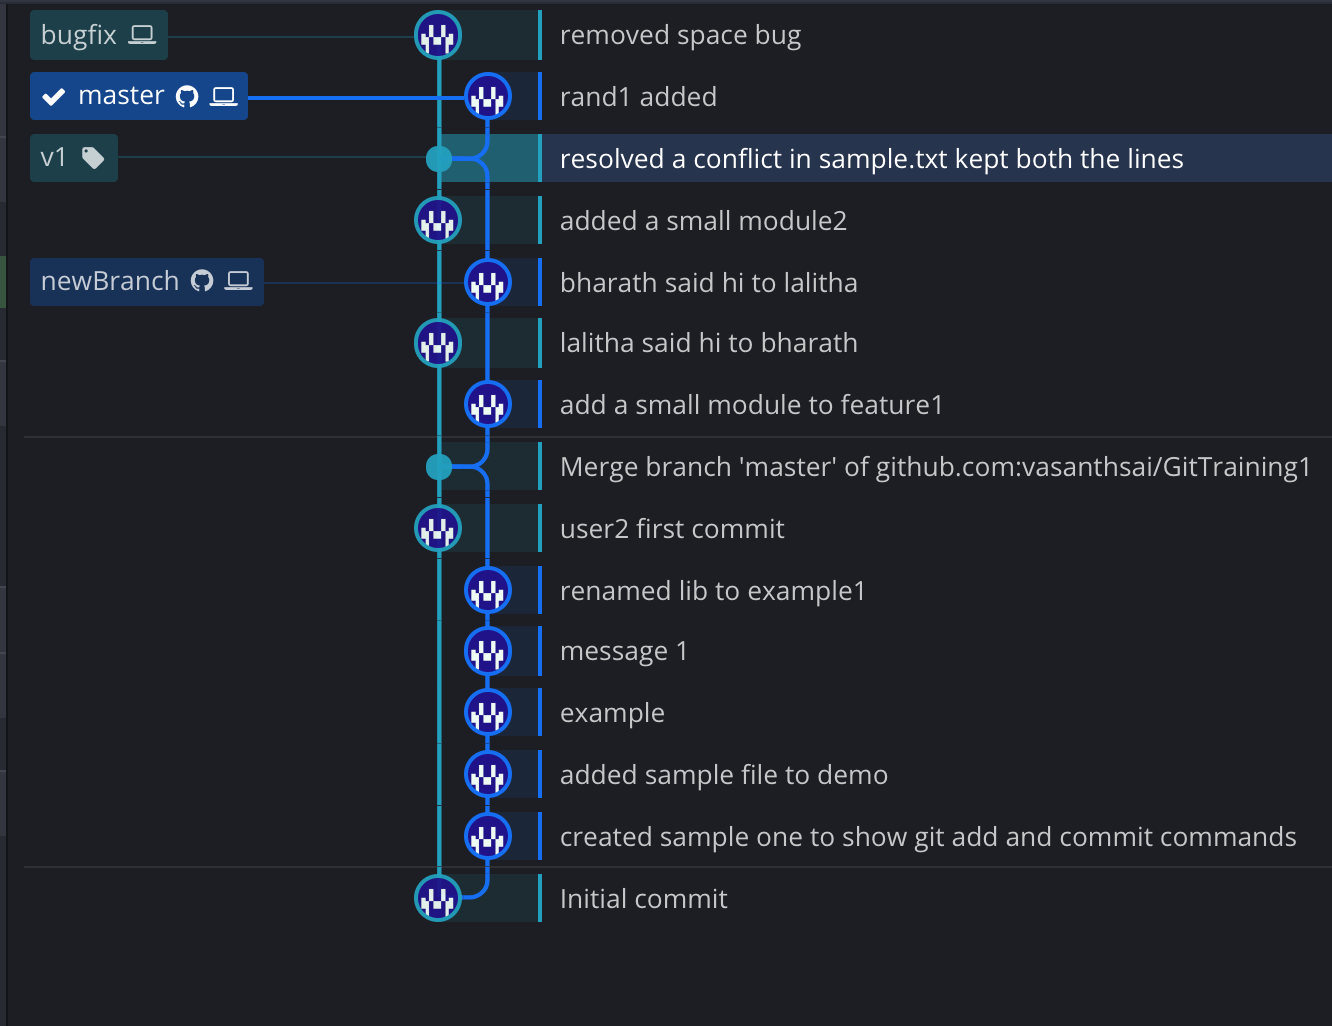 bugfix
removed space bug
master
rand1 added
v1
resolved a conflict in sample.txt kept both the lines
added a small module2
newBranch
bharath said hi to lalitha
lalitha said hi to bharath
add a small module to feature1
Merge branch 'master' of github.com:vasanthsai/GitTraining1
user2 first commit
renamed lib to example1
message 1
example
added sample file to demo
created sample one to show git add and commit commands
Initial commit